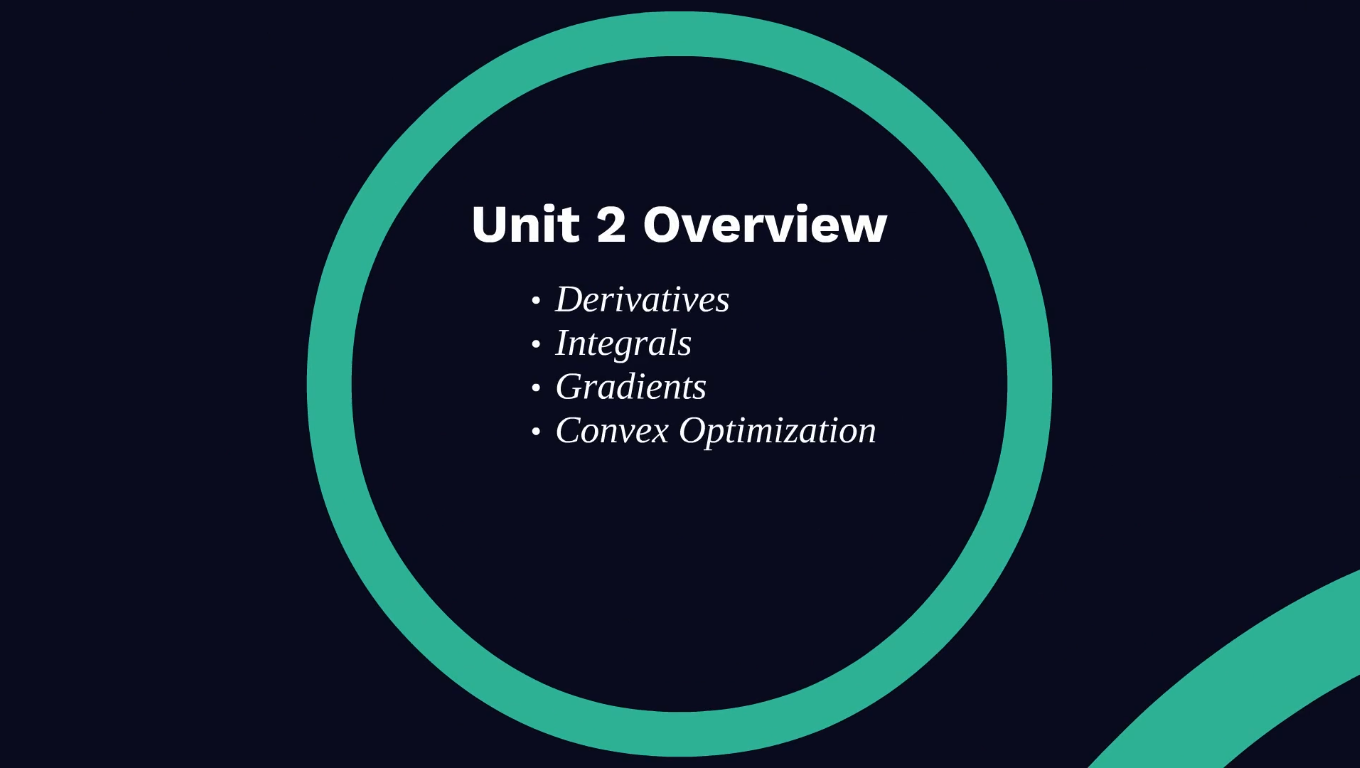 Unit 2 Overview
• Derivatives
• Integrals
• Gradients
• Convex Optimization